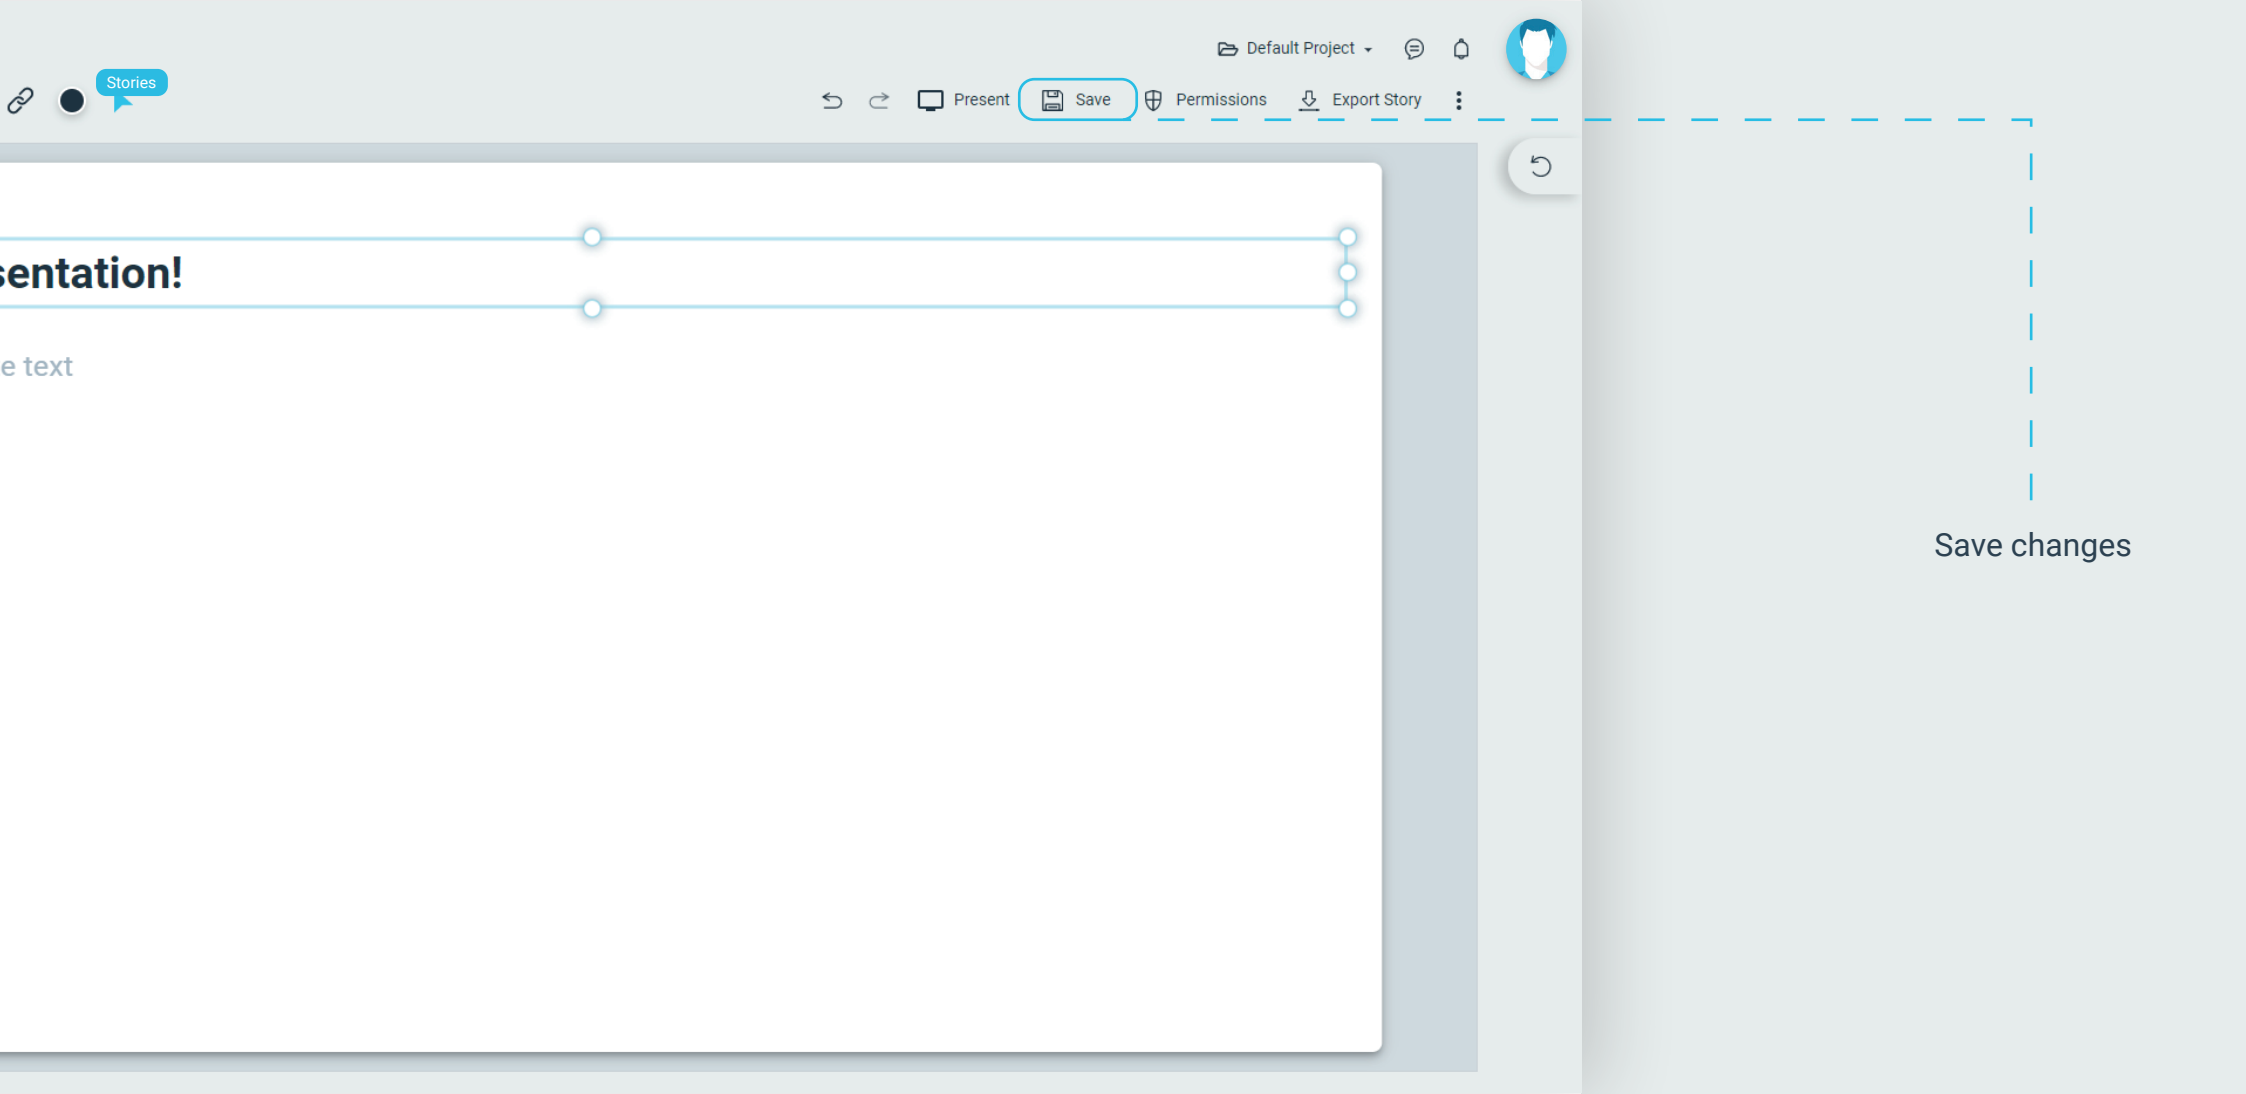 Default Project
Stories
Present
Save
Permissions
Export Story
sentation!
e text
Save changes